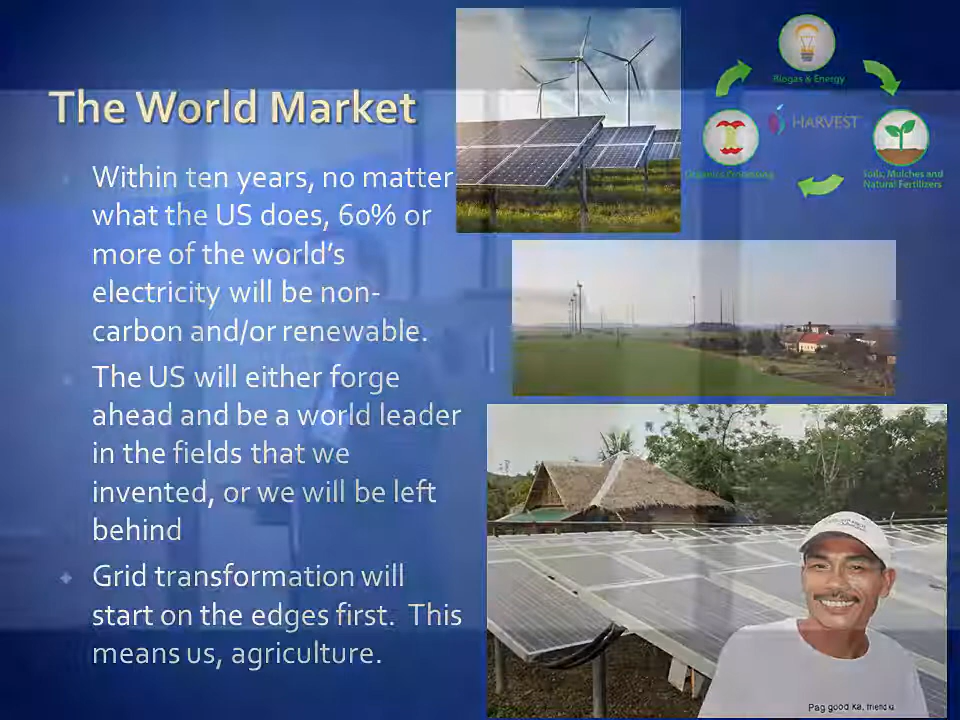 The World Market
Within ten years, no matter
what the US does, 60% or
more of the world's
electricity will be non-
carbon and/or renewable.
The US will either forge
ahead and be a world leader
in the fields that we
invented, or we will be left
behind
Grid transformation will
start on the edges first. This
means us, agriculture.
Biogas & Energy
HARVEST
Organics Processing
Soils, Mulches and
Natural Fertilizers
Pag good ka,